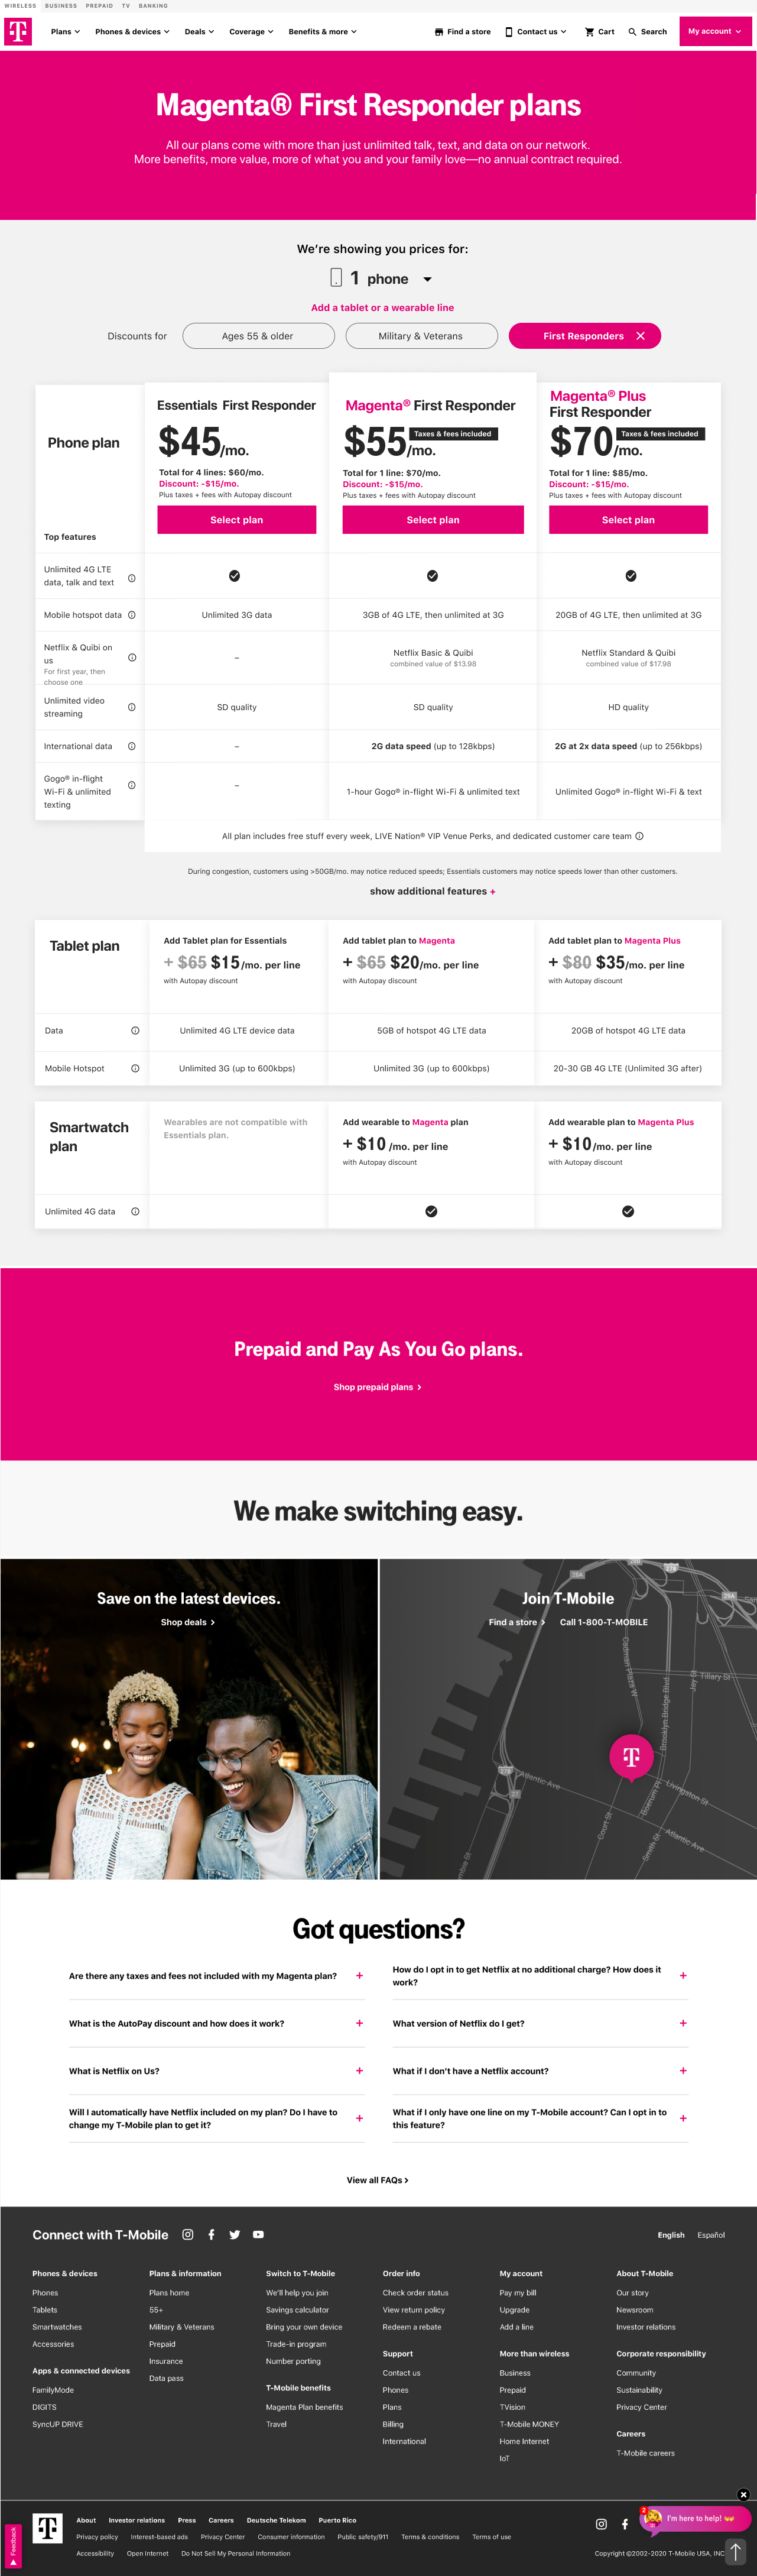 WIRELESS BUSINESS PREPAID TV BANKING
Plans Phones & devices Deals Coverage Benefits & more Find a store Contact us Cart Search My account
Magenta® First Responder plans
All our plans come with more than just unlimited talk, text, and data on our network.
More benefits, more value, more of what you and your family love—no annual contract required.
We're showing you prices for:
1 phone
Add a tablet or a wearable line
Discounts for Ages 55 & older Military & Veterans First Responders
Phone plan
Top features
Essentials First Responder
$45/mo.
Total for 4 lines: $60/mo.
Discount: -$15/mo.
Plus taxes + fees with Autopay discount
Select plan
Magenta® First Responder
$55/mo.
Taxes & fees included
Total for 1 line: $70/mo.
Discount: -$15/mo.
Plus taxes + fees with Autopay discount
Select plan
Magenta® Plus
First Responder
$70/mo.
Taxes & fees included
Total for 1 line: $85/mo.
Discount: -$15/mo.
Plus taxes + fees with Autopay discount
Select plan
Unlimited 4G LTE
data, talk and text
Mobile hotspot data Unlimited 3G data 3GB of 4G LTE, then unlimited at 3G 20GB of 4G LTE, then unlimited at 3G
Netflix & Quibi on
us
For first year, then
choose one
–
Netflix Basic & Quibi
combined value of $13.98
Netflix Standard & Quibi
combined value of $17.98
Unlimited video
streaming
SD quality SD quality HD quality
International data – 2G data speed (up to 128kbps) 2G at 2x data speed (up to 256kbps)
Gogo® in-flight
Wi-Fi & unlimited
texting
– 1-hour Gogo® in-flight Wi-Fi & unlimited text Unlimited Gogo® in-flight Wi-Fi & text
All plan includes free stuff every week, LIVE Nation® VIP Venue Perks, and dedicated customer care team
During congestion, customers using >50GB/mo. may notice reduced speeds; Essentials customers may notice speeds lower than other customers.
show additional features +
Tablet plan
Add Tablet plan for Essentials
+ $65 $15/mo. per line
with Autopay discount
Add tablet plan to Magenta
+ $65 $20/mo. per line
with Autopay discount
Add tablet plan to Magenta Plus
+ $80 $35/mo. per line
with Autopay discount
Data Unlimited 4G LTE device data 5GB of hotspot 4G LTE data 20GB of hotspot 4G LTE data
Mobile Hotspot Unlimited 3G (up to 600kbps) Unlimited 3G (up to 600kbps) 20-30 GB 4G LTE (Unlimited 3G after)
Smartwatch
plan
Wearables are not compatible with
Essentials plan.
Add wearable to Magenta plan
+ $10 /mo. per line
with Autopay discount
Add wearable plan to Magenta Plus
+ $10/mo. per line
with Autopay discount
Unlimited 4G data
Prepaid and Pay As You Go plans.
Shop prepaid plans
We make switching easy.
Save on the latest devices.
Shop deals
Join T-Mobile
Find a store Call 1-800-T-MOBILE
28A
27B
29A
Cadman Plaza W
Brooklyn Bridge Blvd
Jay St
Tillary St
Atlantic Ave
27
Court St
Boerum Pl
Livingston St
Smith St
Atlantic Ave
Got questions?
Are there any taxes and fees not included with my Magenta plan? +
How do I opt in to get Netflix at no additional charge? How does it
work? +
What is the AutoPay discount and how does it work? +
What version of Netflix do I get? +
What is Netflix on Us? +
What if I don't have a Netflix account? +
Will I automatically have Netflix included on my plan? Do I have to
change my T-Mobile plan to get it? +
What if I only have one line on my T-Mobile account? Can I opt in to
this feature? +
View all FAQs
Connect with T-Mobile
English Español
Phones & devices
Phones
Tablets
Smartwatches
Accessories
Apps & connected devices
FamilyMode
DIGITS
SyncUP DRIVE
Plans & information
Plans home
55+
Military & Veterans
Prepaid
Insurance
Data pass
Switch to T-Mobile
We'll help you join
Savings calculator
Bring your own device
Trade-in program
Number porting
T-Mobile benefits
Magenta Plan benefits
Travel
Order info
Check order status
View return policy
Redeem a rebate
Support
Contact us
Phones
Plans
Billing
International
My account
Pay my bill
Upgrade
Add a line
More than wireless
Business
Prepaid
TVision
T-Mobile MONEY
Home Internet
IoT
About T-Mobile
Our story
Newsroom
Investor relations
Corporate responsibility
Community
Sustainability
Privacy Center
Careers
T-Mobile careers
About Investor relations Press Careers Deutsche Telekom Puerto Rico
Privacy policy Interest-based ads Privacy Center Consumer information Public safety/911 Terms & conditions Terms of use
Accessibility Open Internet Do Not Sell My Personal Information
2
I'm here to help!
Copyright ©2002-2020 T-Mobile USA, INC
Feedback